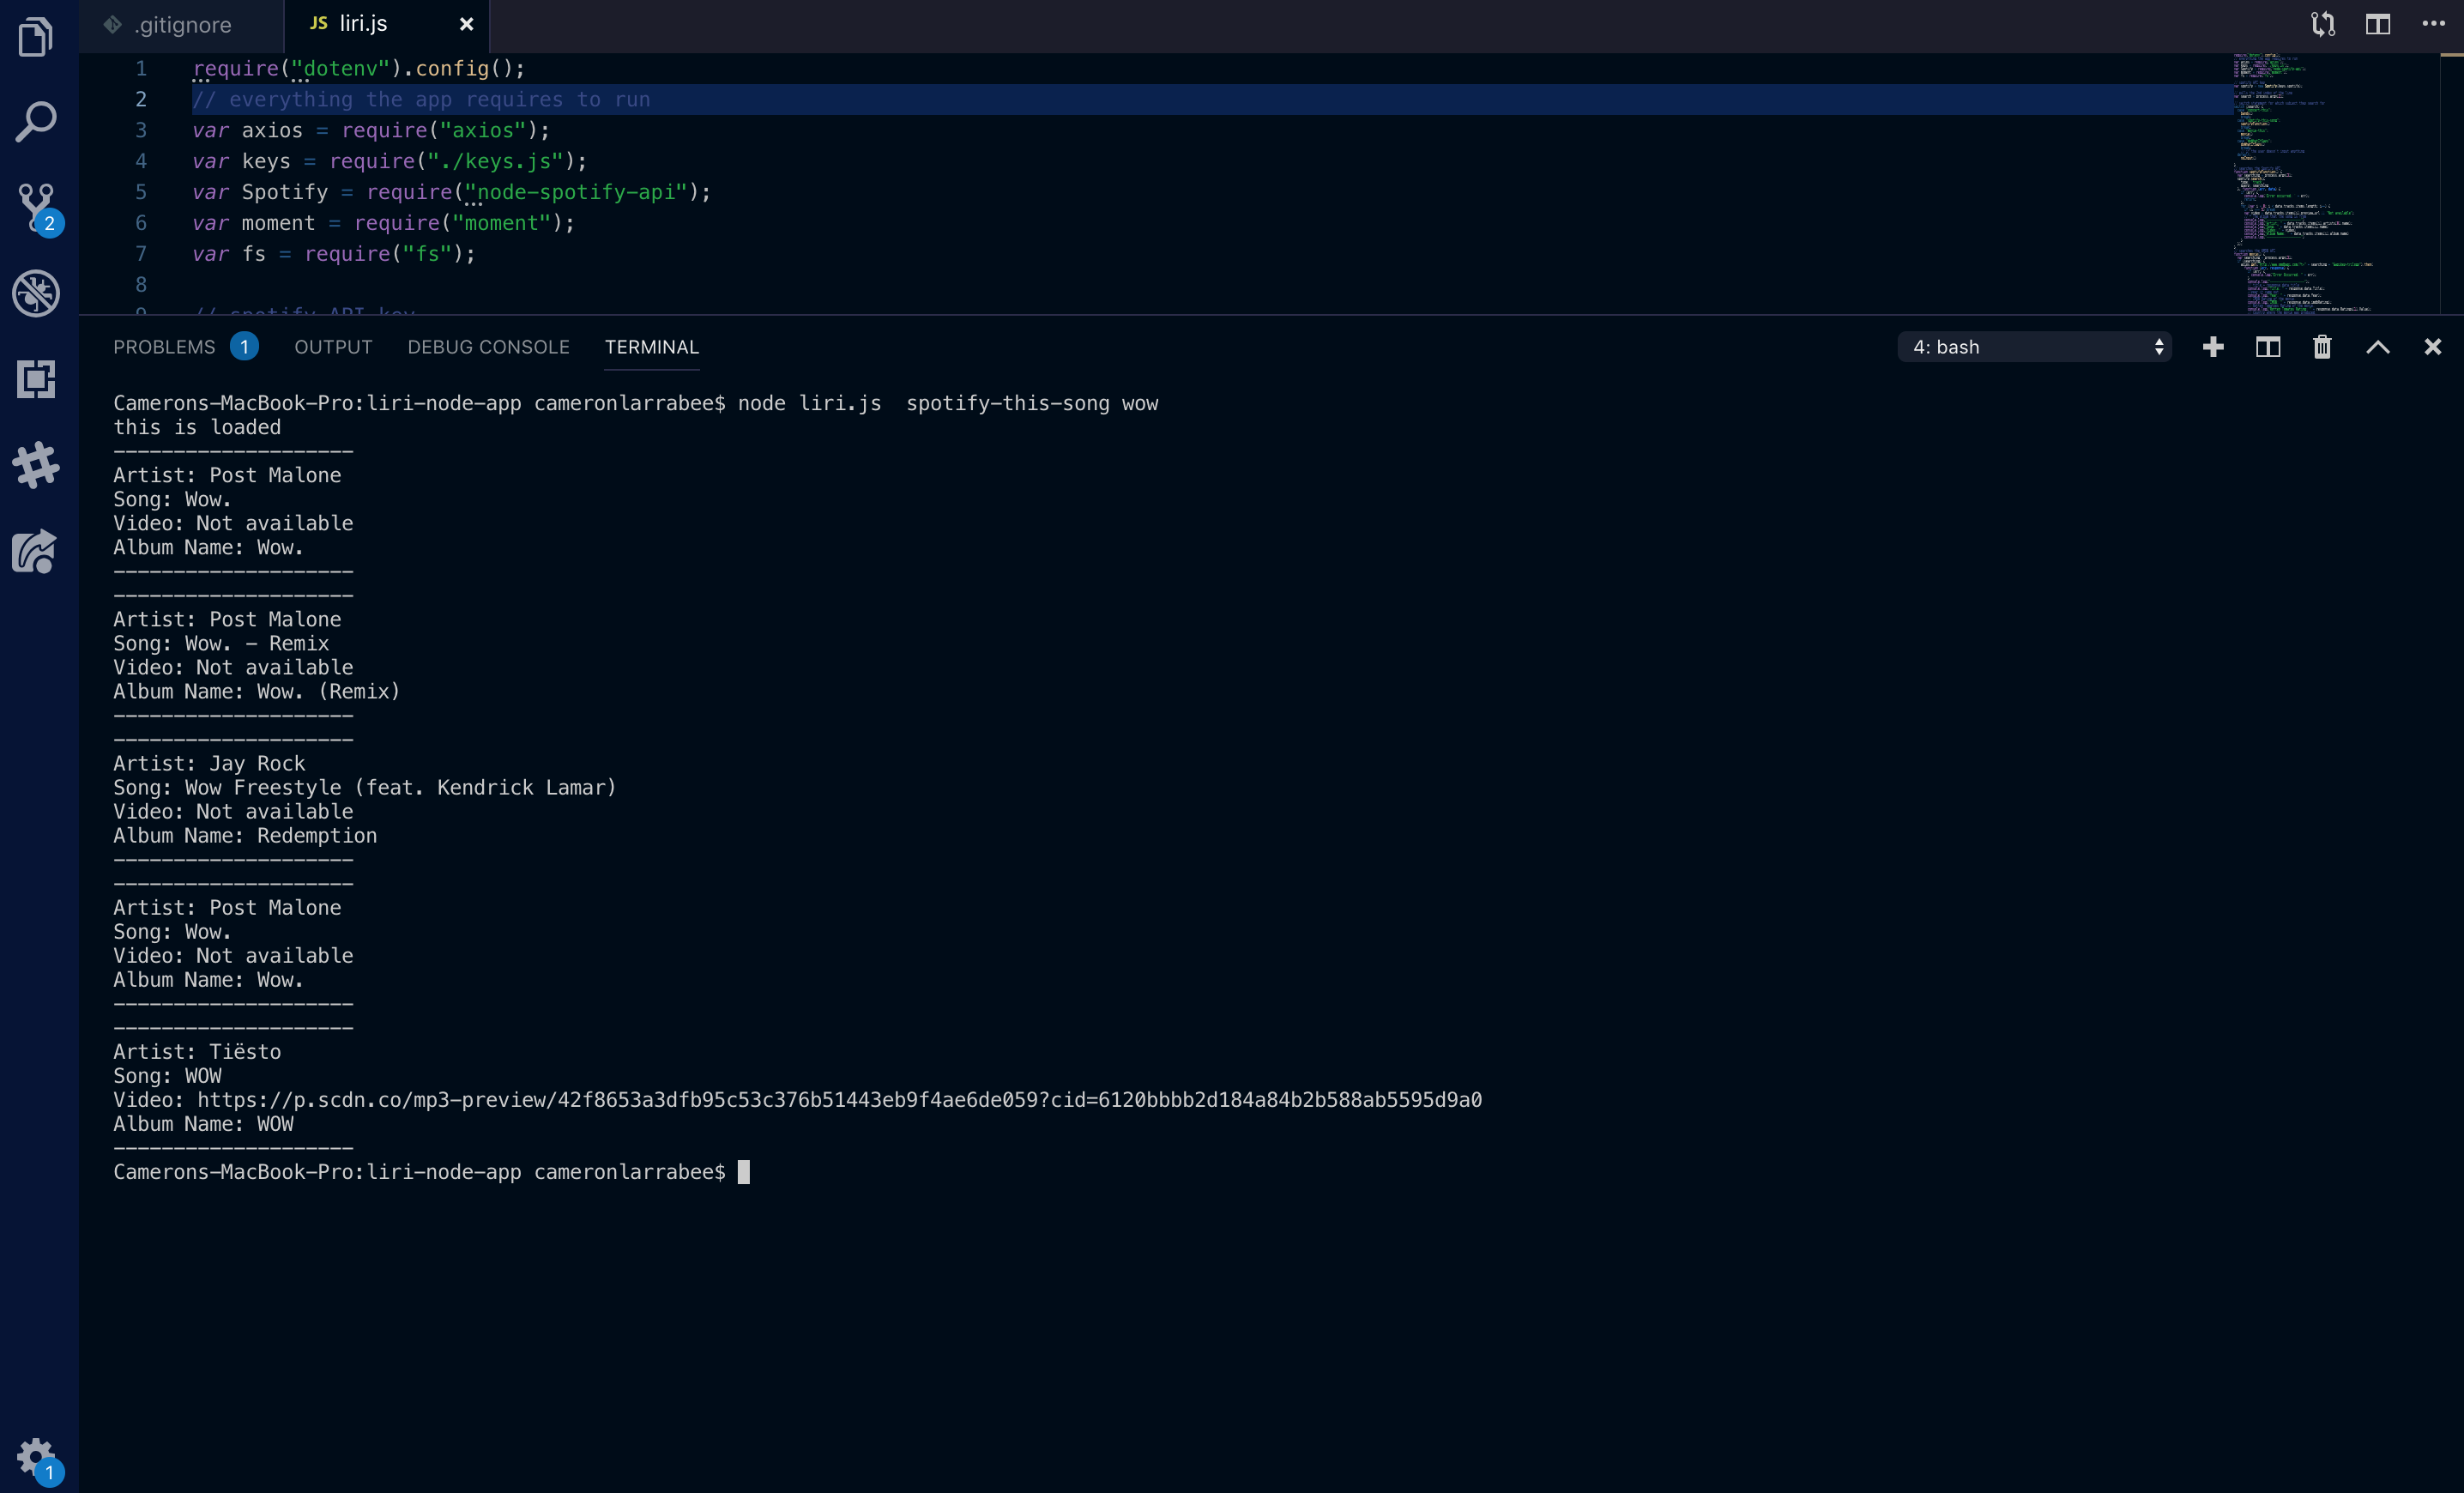 .gitignore
JS liri.js
1 require("dotenv").config();
2 // everything the app requires to run
3 var axios = require("axios");
4 var keys = require("./keys.js");
5 var Spotify = require("node-spotify-api");
6 var moment = require("moment");
7 var fs = require("fs");
8
9 // spotify API key
2
PROBLEMS 1 OUTPUT DEBUG CONSOLE TERMINAL
4: bash
Camerons-MacBook-Pro:liri-node-app cameronlarrabee$ node liri.js  spotify-this-song wow
this is loaded
--------------------
Artist: Post Malone
Song: Wow.
Video: Not available
Album Name: Wow.
--------------------
--------------------
Artist: Post Malone
Song: Wow. - Remix
Video: Not available
Album Name: Wow. (Remix)
--------------------
--------------------
Artist: Jay Rock
Song: Wow Freestyle (feat. Kendrick Lamar)
Video: Not available
Album Name: Redemption
--------------------
--------------------
Artist: Post Malone
Song: Wow.
Video: Not available
Album Name: Wow.
--------------------
--------------------
Artist: Tiësto
Song: WOW
Video: https://p.scdn.co/mp3-preview/42f8653a3dfb95c53c376b51443eb9f4ae6de059?cid=6120bbbb2d184a84b2b588ab5595d9a0
Album Name: WOW
--------------------
Camerons-MacBook-Pro:liri-node-app cameronlarrabee$
1